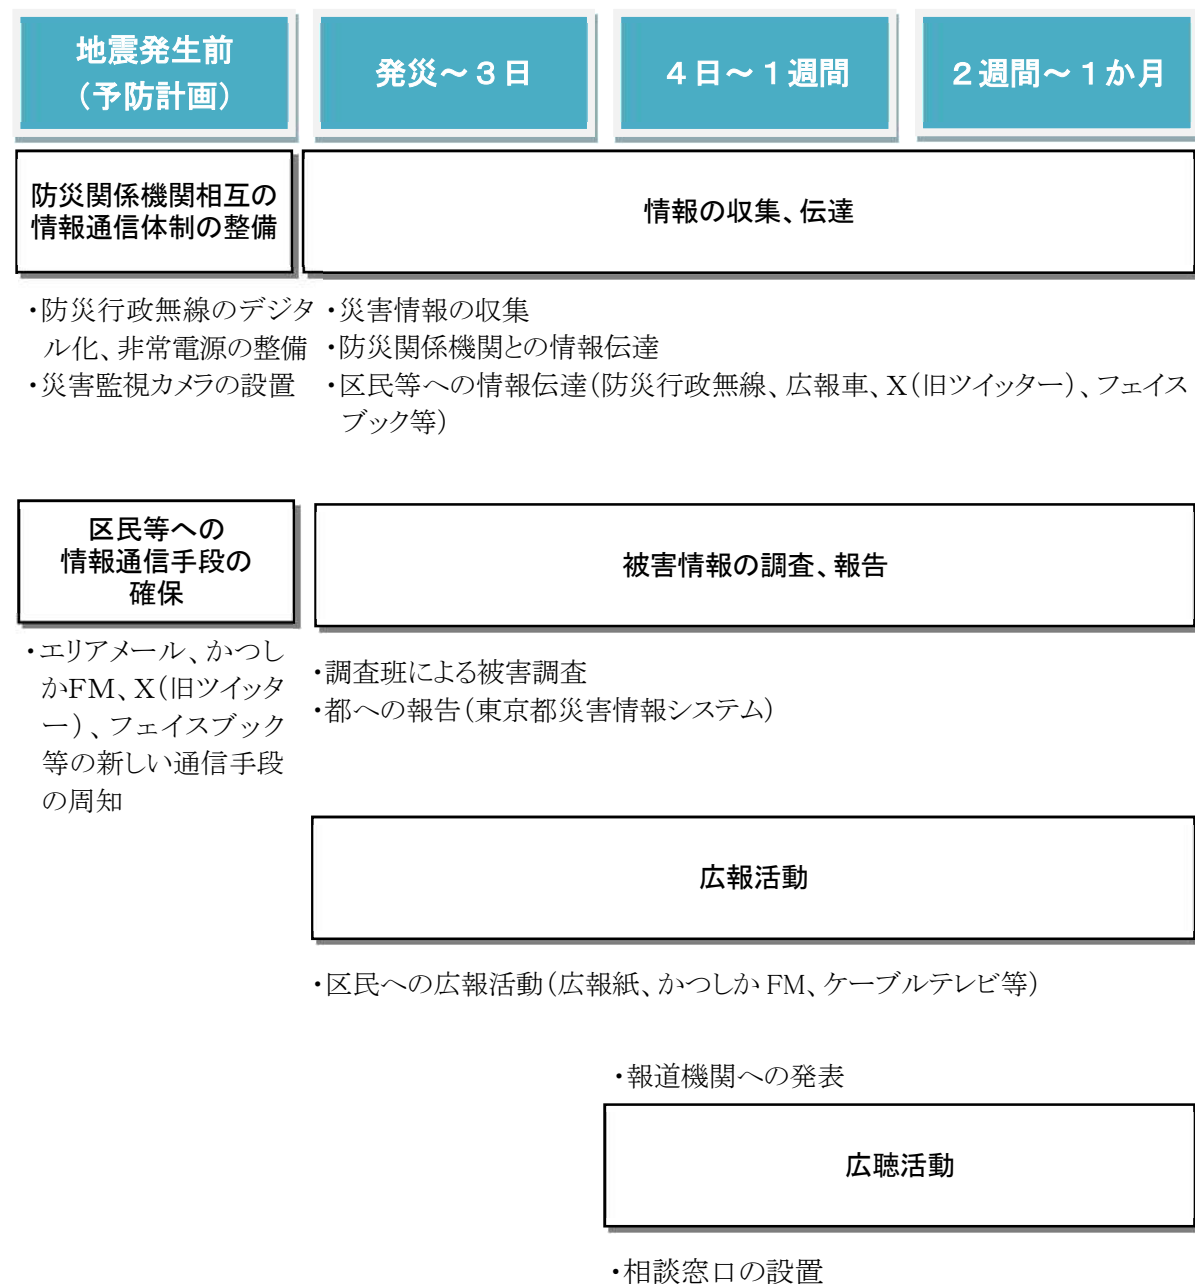 地震発生前
（予防計画）
発災～３日
４日～１週間
２週間～１か月
防災関係機関相互の
情報通信体制の整備
情報の収集、伝達
・防災行政無線のデジタ
ル化、非常電源の整備
・災害監視カメラの設置
・災害情報の収集
・防災関係機関との情報伝達
・区民等への情報伝達（防災行政無線、広報車、X（旧ツイッター）、フェイス
ブック等）
区民等への
情報通信手段の
確保
被害情報の調査、報告
・エリアメール、かつし
かFM、X（旧ツイッタ
ー）、フェイスブック
等の新しい通信手段
の周知
・調査班による被害調査
・都への報告（東京都災害情報システム）
広報活動
・区民への広報活動（広報紙、かつしか FM、ケーブルテレビ等）
・報道機関への発表
広聴活動
・相談窓口の設置